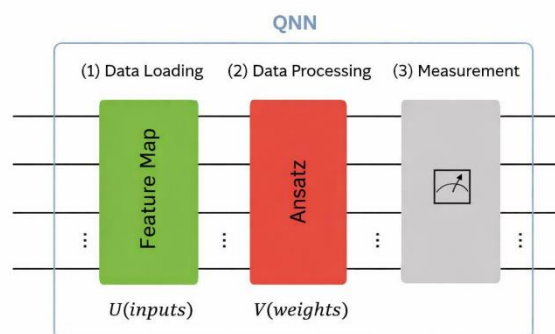 QNN
(1) Data Loading
(2) Data Processing
(3) Measurement
Feature Map
Ansatz
U(inputs)
V(weights)